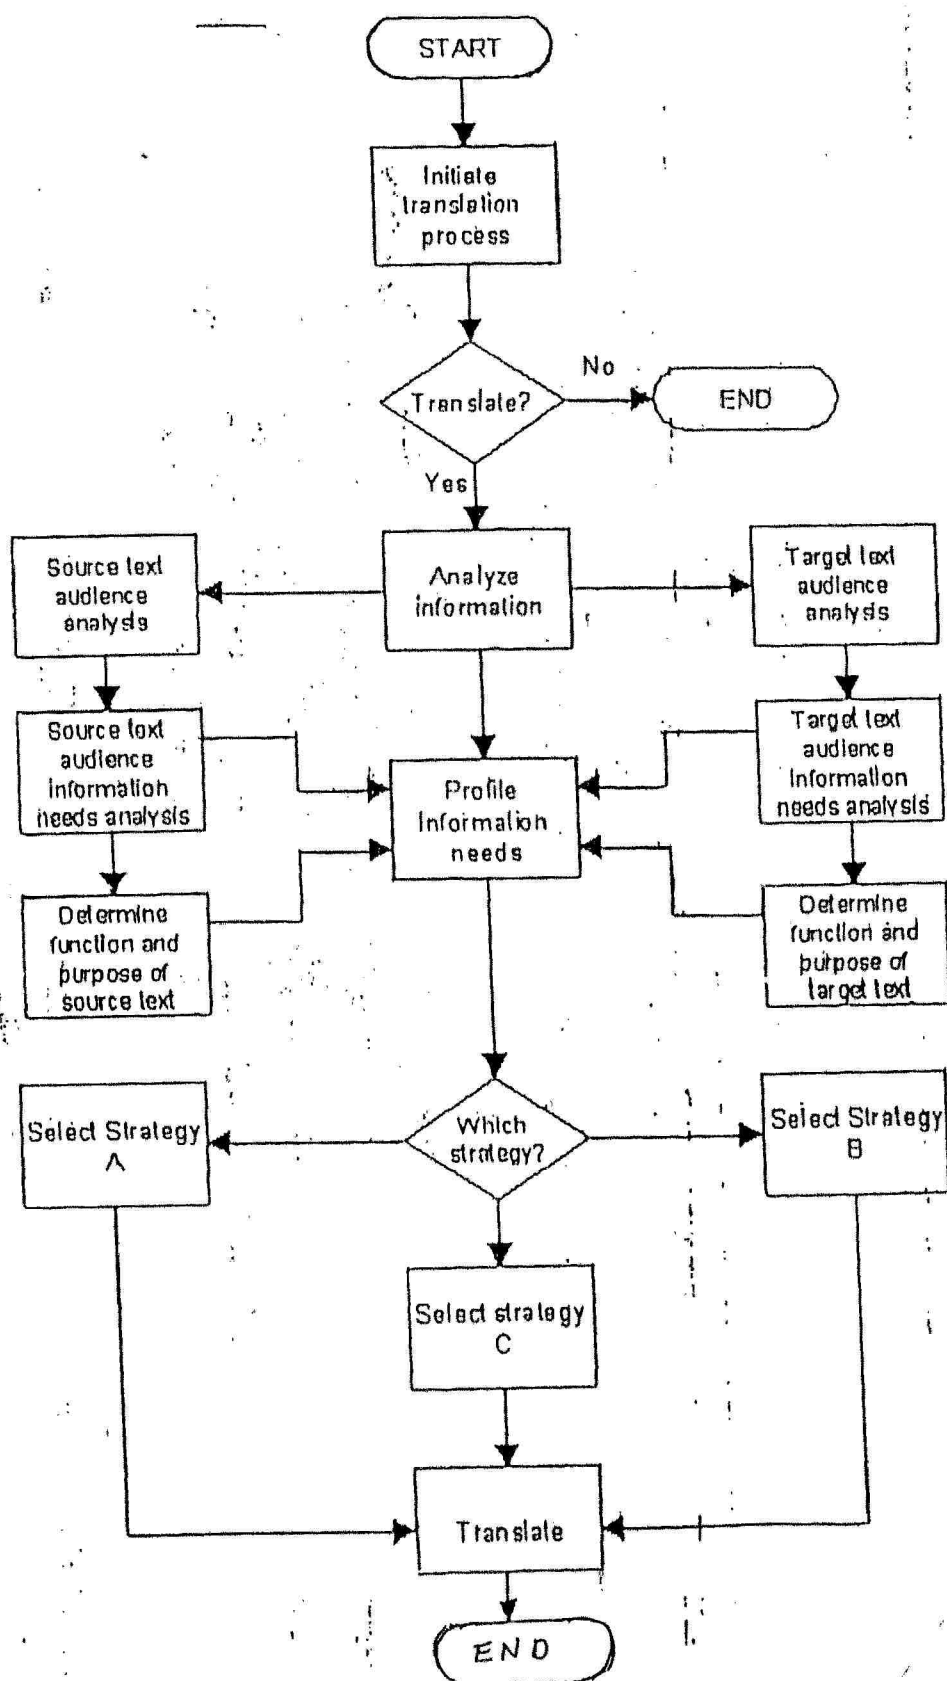 START
Initiate
translation
process
Translate?
No
END
Yes
Source text
audience
analysis
Analyze
information
Target text
audience
analysis
Source text
audience
information
needs analysis
Profile
Information
needs
Target text
audience
information
needs analysis
Determine
function and
purpose of
source text
Determine
function and
purpose of
target text
Select Strategy
A
Which
strategy?
Select Strategy
B
Select strategy
C
Translate
END